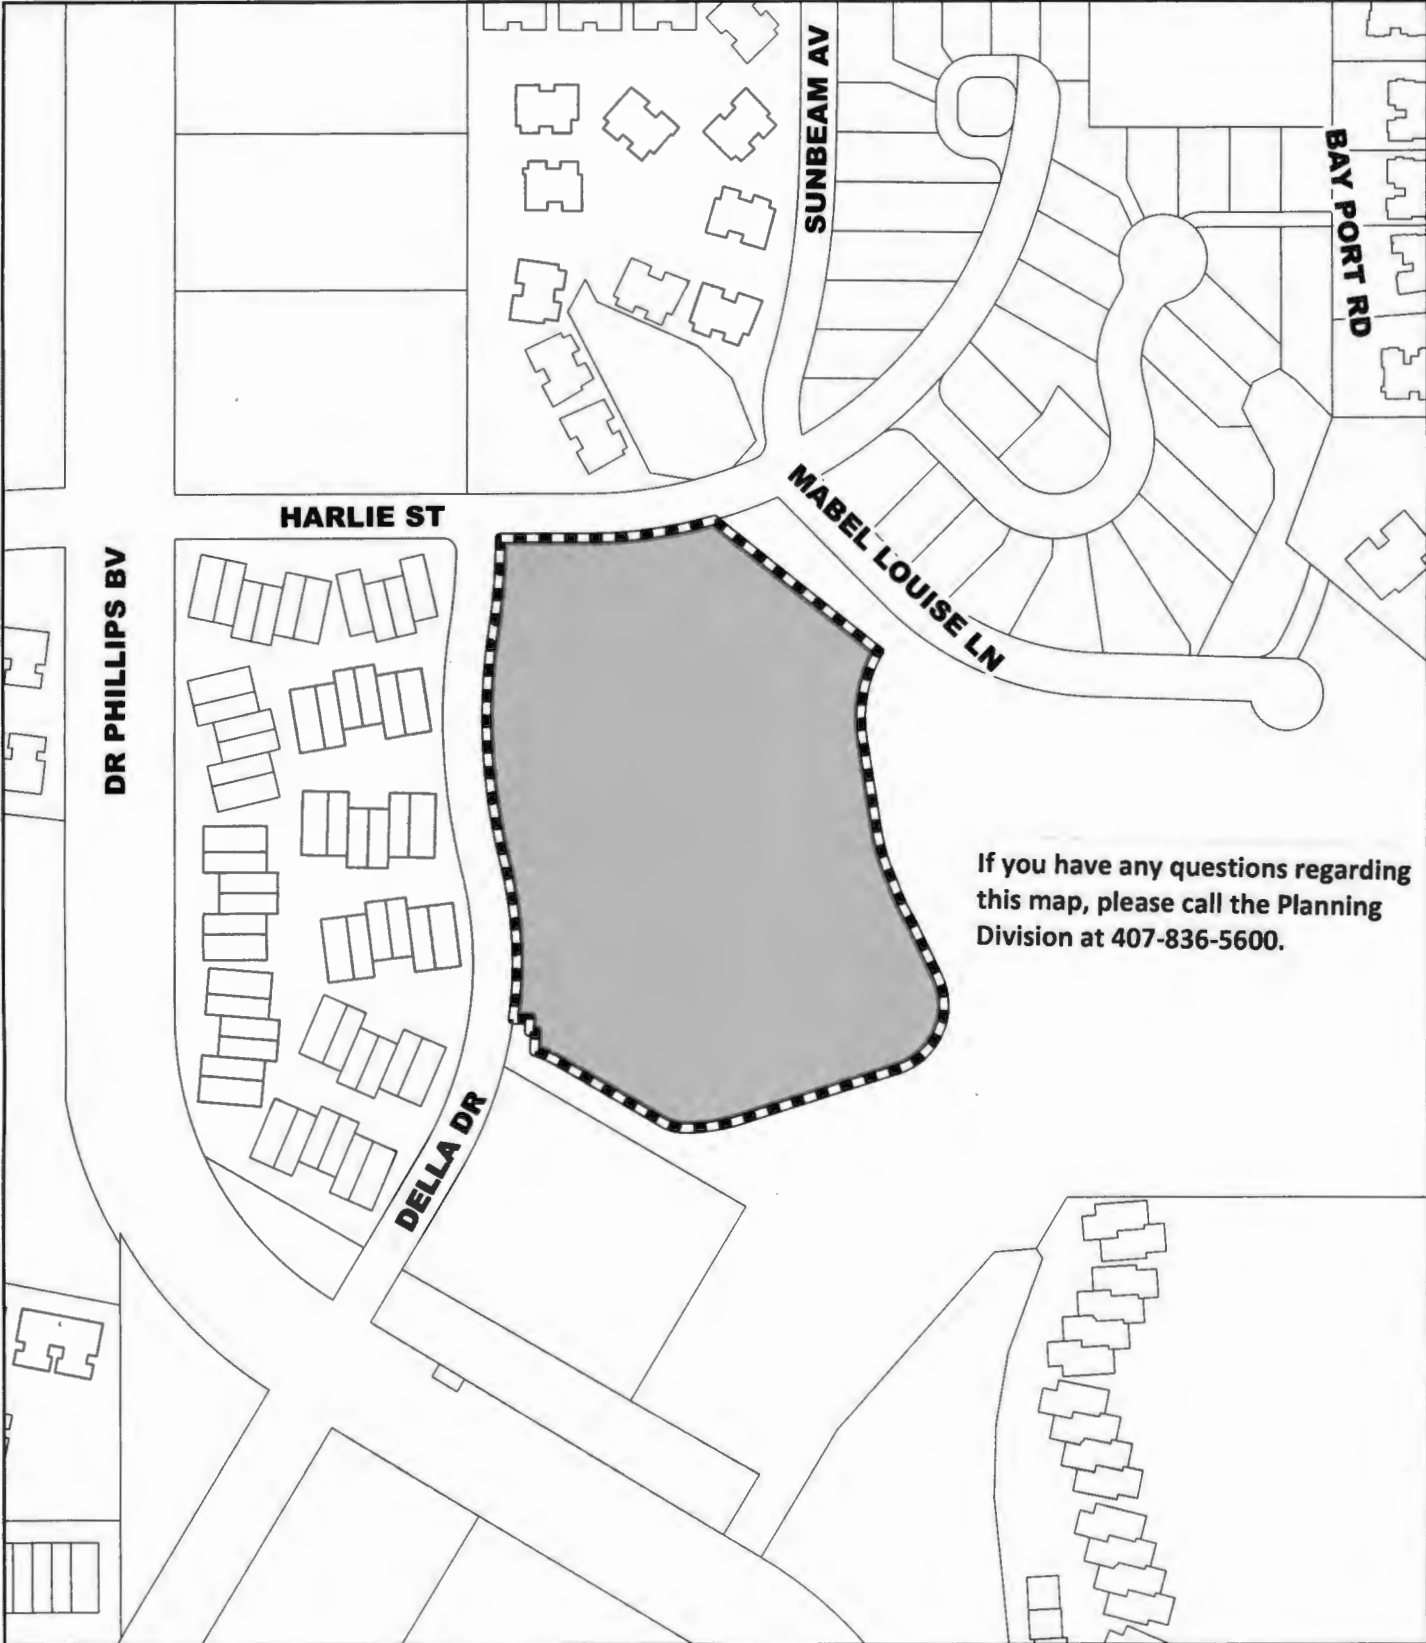 SUNBEAM AV
BAY PORT RD
MABEL LOUISE LN
HARLIE ST
DR PHILLIPS BV
If you have any questions regarding
this map, please call the Planning
Division at 407-836-5600.
DELLA DR